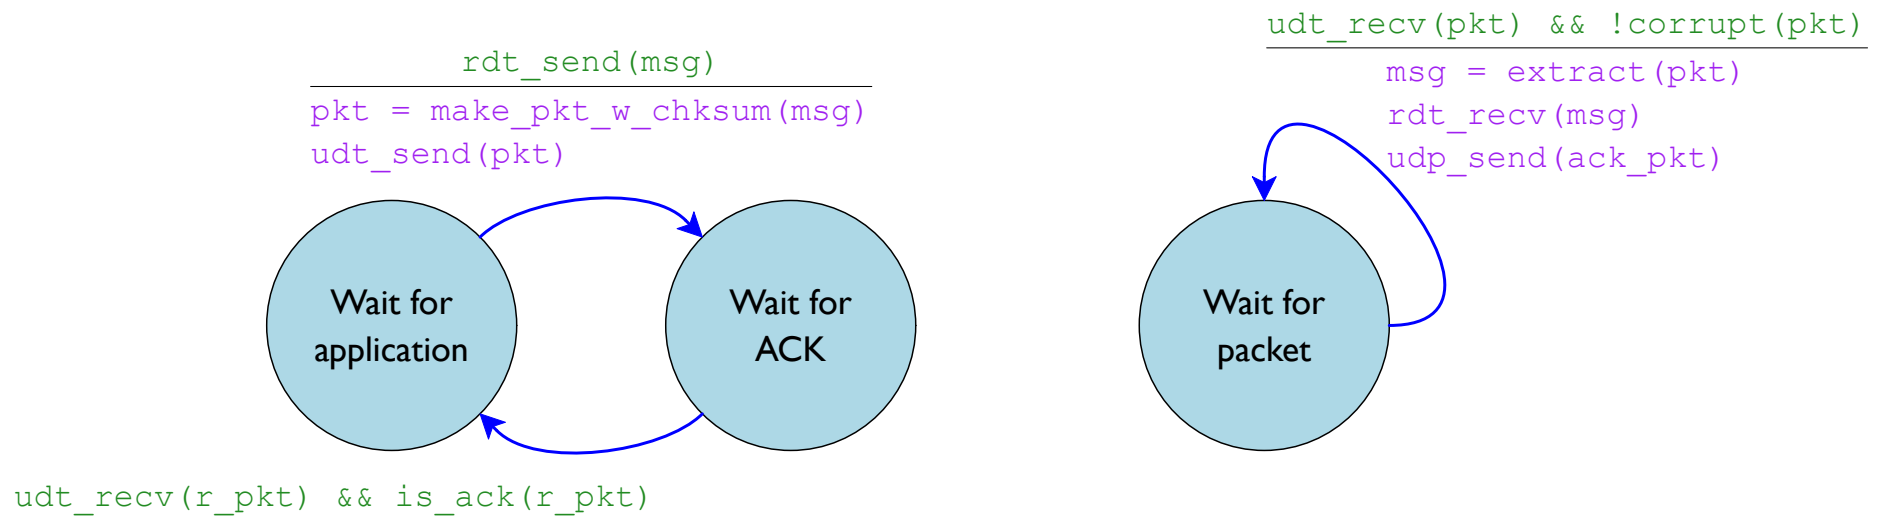 rdt_send(msg)
pkt = make_pkt_w_chksum(msg)
udt_send(pkt)
Wait for
application
Wait for
ACK
udt_recv(r_pkt) && is_ack(r_pkt)
udt_recv(pkt) && !corrupt(pkt)
msg = extract(pkt)
rdt_recv(msg)
udp_send(ack_pkt)
Wait for
packet